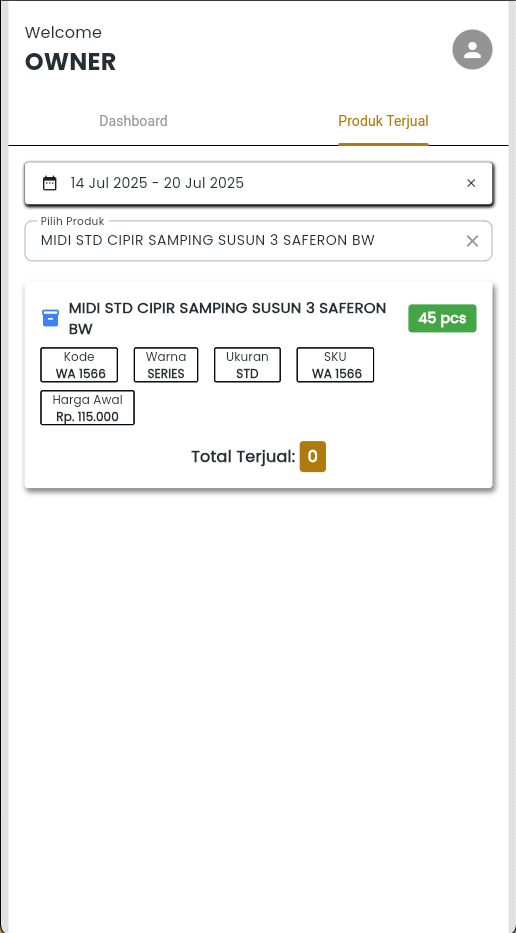 Welcome
OWNER
Dashboard
Produk Terjual
14 Jul 2025 - 20 Jul 2025
Pilih Produk
MIDI STD CIPIR SAMPING SUSUN 3 SAFERON BW
MIDI STD CIPIR SAMPING SUSUN 3 SAFERON
BW
45 pcs
Kode
WA 1566
Warna
SERIES
Ukuran
STD
SKU
WA 1566
Harga Awal
Rp. 115.000
Total Terjual: 0